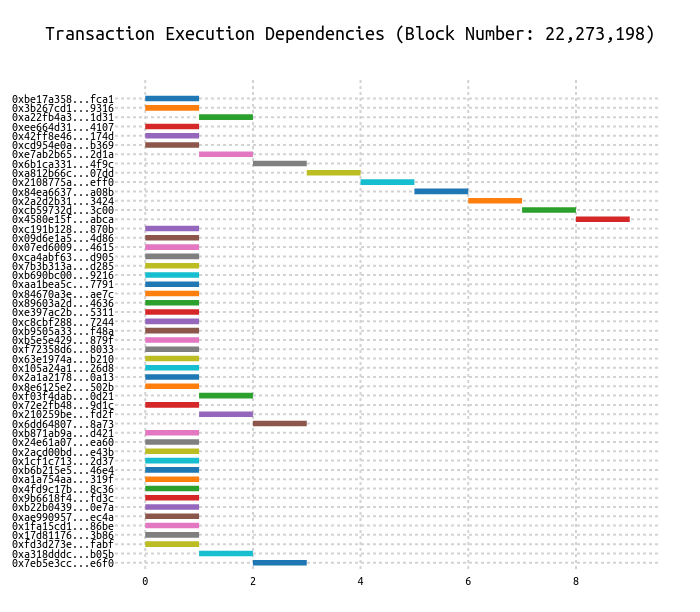 Transaction Execution Dependencies (Block Number: 22,273,198)
0xbe17a358...fca1
0x3b267cd1...9316
0xa22fb4a3...1d31
0xee664d31...4107
0x42ff8e46...174d
0xcd954e0a...b369
0xe7ab2b65...2d1a
0x6b1ca331...4f9c
0xa812b66c...07dd
0x2108775a...eff0
0x84ea6637...a08b
0x2a2d2b31...3424
0xcb59732d...3c00
0x4580e15f...abca
0xc191b128...870b
0x09d6e1a5...4d86
0x07ed6009...4615
0xca4abf63...d905
0x7b3b313a...d285
0xb690bc00...9216
0xaa1bea5c...7791
0x84670a3e...ae7c
0x89603a2d...4636
0xe397ac2b...5311
0xc8cbf288...7244
0xb9505a33...f48a
0xb5e5e429...879f
0xf72358d6...8033
0x63e1974a...b210
0x105a24a1...26d8
0x2a1a2178...0a13
0x8e6125e2...502b
0xf03f4dab...0d21
0x72e2fb48...9d1c
0x210259be...fd2f
0x6dd64807...8a73
0xb871ab9a...d421
0x24e61a07...ea60
0x2acd00bd...e43b
0x1cf1c713...2d37
0xb6b215e5...46e4
0xa1a754aa...319f
0x4fd9c17b...8c36
0x9b6618f4...fd3c
0xb22b0439...0e7a
0xae990957...ec4a
0x1fa15cd1...86be
0x17d81176...3b86
0xfd3d273e...fabf
0xa318dddc...b05b
0x7eb5e3cc...e6f0
0 2 4 6 8